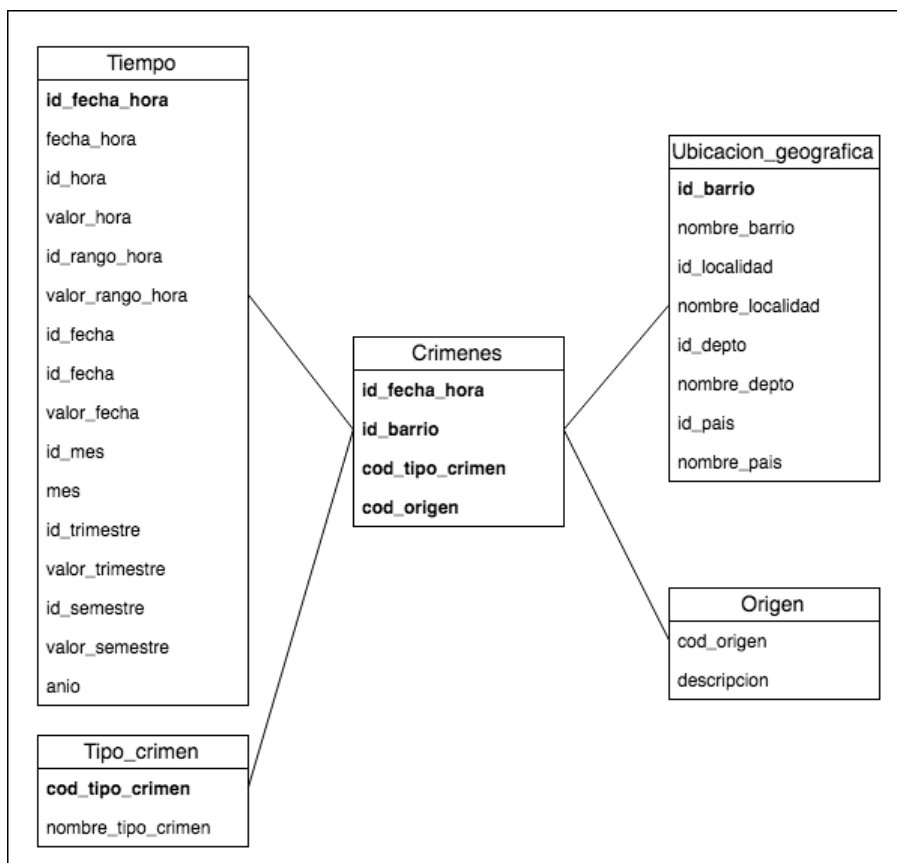 Tiempo
id_fecha_hora
fecha_hora
id_hora
valor_hora
id_rango_hora
valor_rango_hora
id_fecha
id_fecha
valor_fecha
id_mes
mes
id_trimestre
valor_trimestre
id_semestre
valor_semestre
anio
Tipo_crimen
cod_tipo_crimen
nombre_tipo_crimen
Crimenes
id_fecha_hora
id_barrio
cod_tipo_crimen
cod_origen
Ubicacion_geografica
id_barrio
nombre_barrio
id_localidad
nombre_localidad
id_depto
nombre_depto
id_pais
nombre_pais
Origen
cod_origen
descripcion